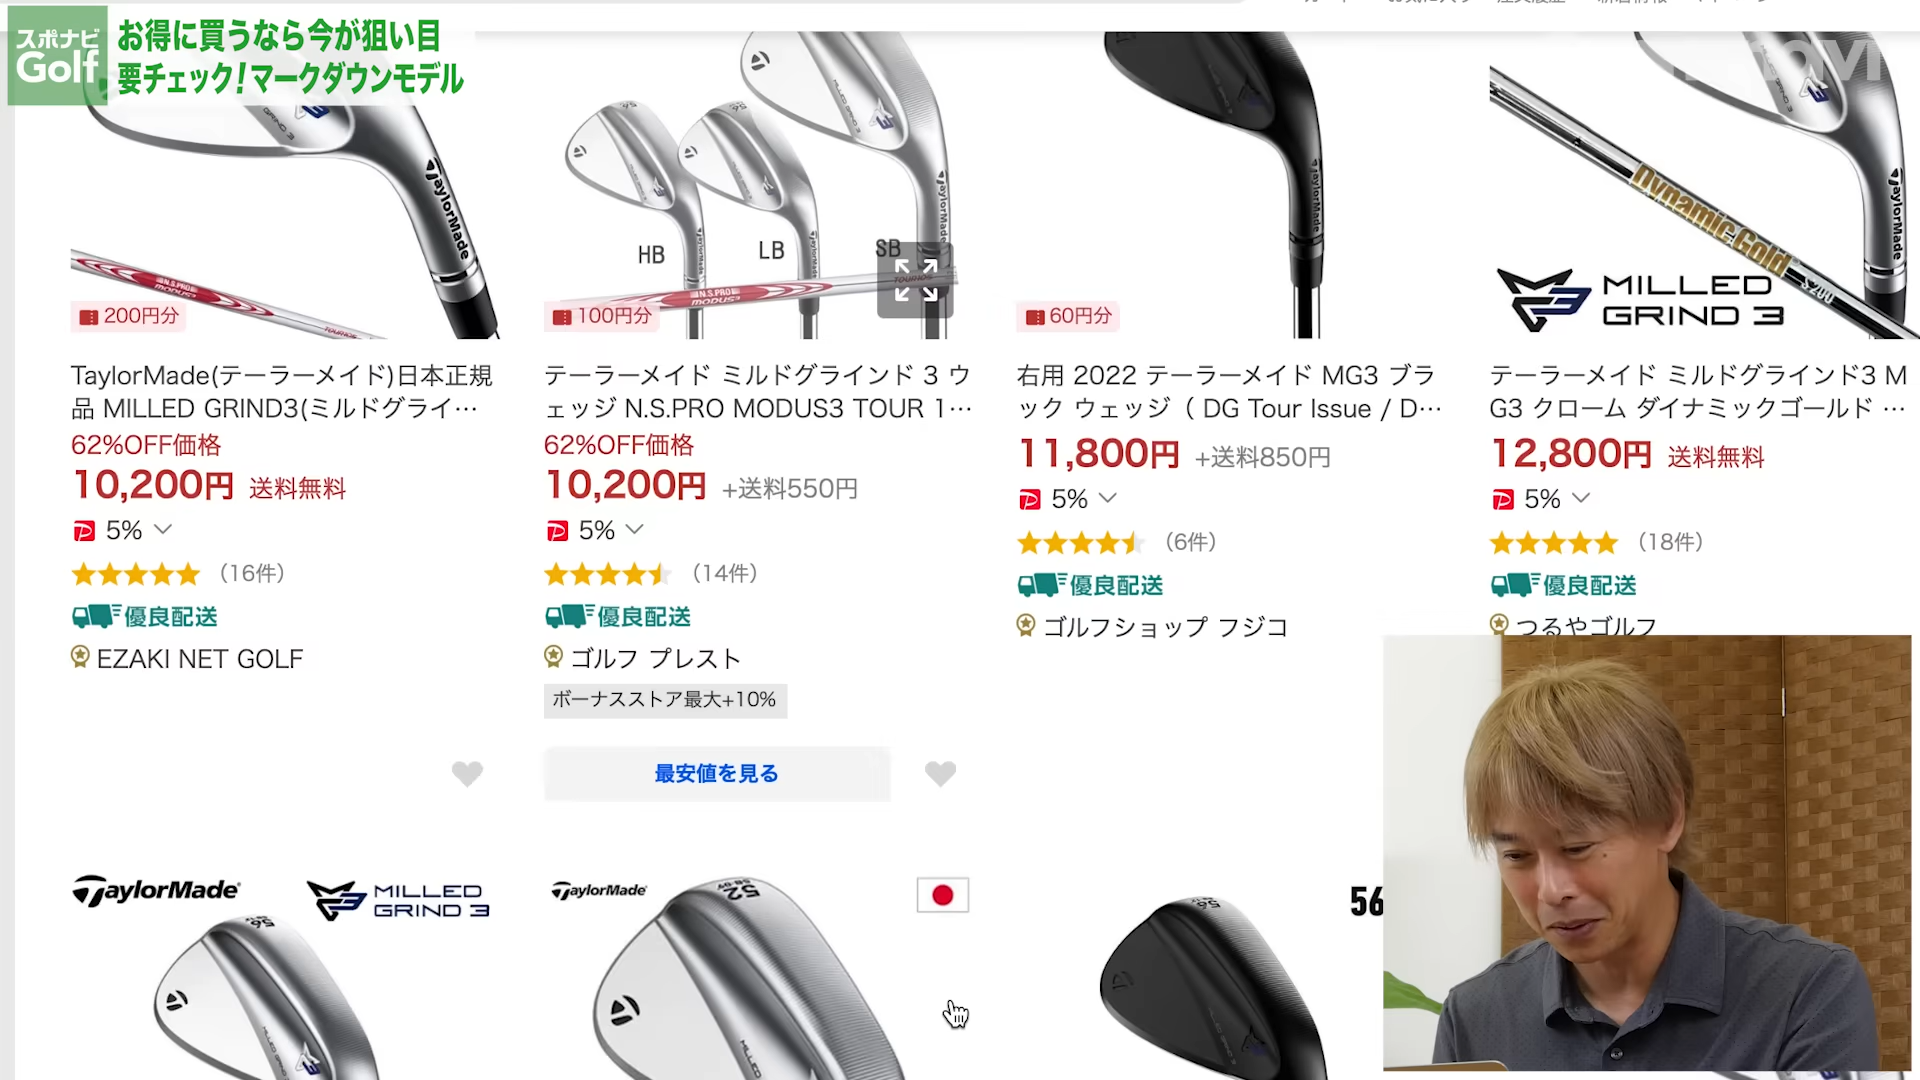 スポナビ
Golf
お得に買うなら今が狙い目
要チェック!マークダウンモデル
GRIND 3
TaylorMade
N.S.PRO
MODUS3
200円分
TaylorMade(テーラーメイド)日本正規
品 MILLED GRIND3(ミルドグライ…
62%OFF価格
10,200円 送料無料
5%
(16件)
優良配送
EZAKI NET GOLF
HB
LB
SB
N.S.PRO
MODUS3
100円分
テーラーメイド ミルドグラインド 3 ウ
ェッジ N.S.PRO MODUS3 TOUR 1…
62%OFF価格
10,200円 +送料550円
5%
(14件)
優良配送
ゴルフ プレスト
ボーナスストア最大+10%
最安値を見る
TaylorMade
60円分
右用 2022 テーラーメイド MG3 ブラ
ック ウェッジ（ DG Tour Issue / D…
11,800円 +送料850円
5%
(6件)
優良配送
ゴルフショップ フジコ
Dynamic Gold
S200
TaylorMade
MILLED
GRIND 3
テーラーメイド ミルドグラインド3 M
G3 クローム ダイナミックゴールド …
12,800円 送料無料
5%
(18件)
優良配送
つるやゴルフ
TaylorMade
MILLED
GRIND 3
56
TaylorMade
52
MILLED
56
56